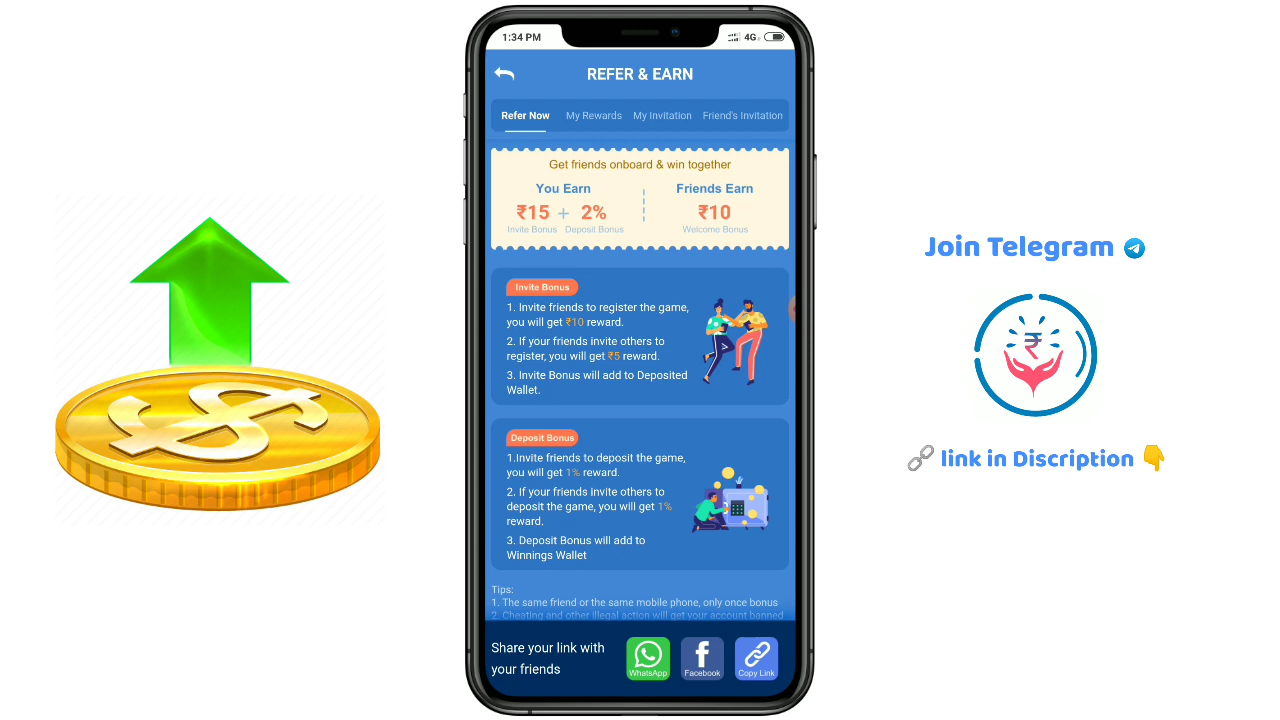 1:34 PM
4G
REFER & EARN
Refer Now My Rewards My Invitation Friend's Invitation
Get friends onboard & win together
You Earn Friends Earn
₹15 + 2% ₹10
Invite Bonus Deposit Bonus Welcome Bonus
Invite Bonus
1. Invite friends to register the game,
you will get ₹10 reward.
2. If your friends invite others to
register, you will get ₹5 reward.
3. Invite Bonus will add to Deposited
Wallet.
Deposit Bonus
1.Invite friends to deposit the game,
you will get 1% reward.
2. If your friends invite others to
deposit the game, you will get 1%
reward.
3. Deposit Bonus will add to
Winnings Wallet
Tips:
1. The same friend or the same mobile phone, only once bonus
2. Cheating and other illegal action will get your account banned
Share your link with
your friends
WhatsApp Facebook Copy Link
Join Telegram
₹
🔗 link in Discription 👇
$